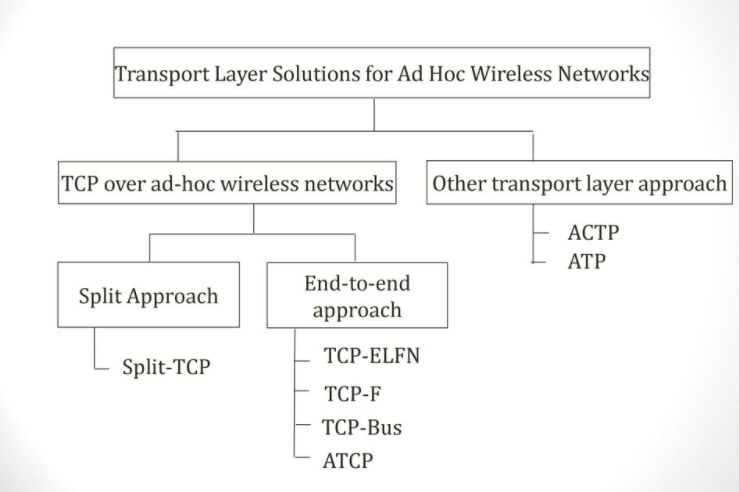 Transport Layer Solutions for Ad Hoc Wireless Networks
TCP over ad-hoc wireless networks
Other transport layer approach
ACTP
ATP
Split Approach
End-to-end
approach
Split-TCP
TCP-ELFN
TCP-F
TCP-Bus
ATCP